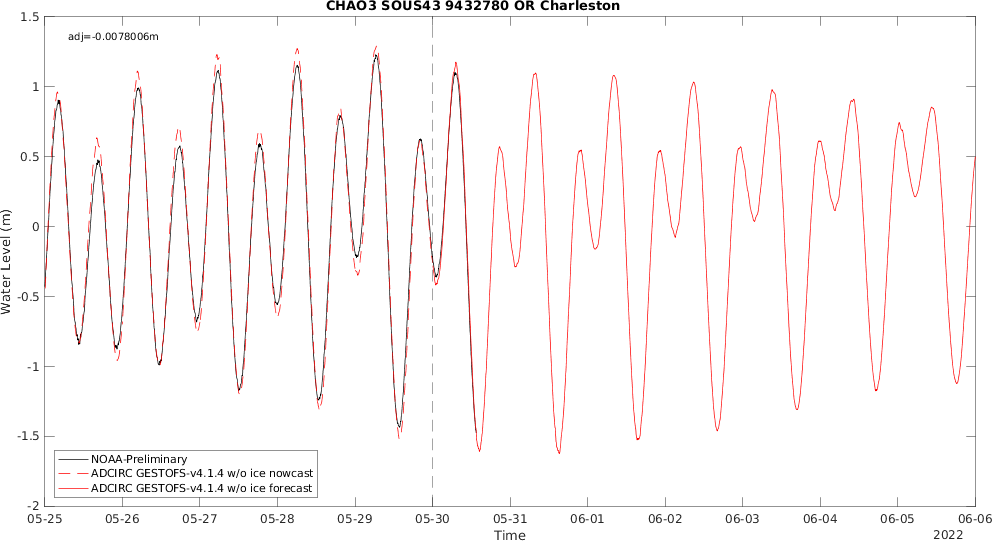 CHAO3 SOUS43 9432780 OR Charleston
adj=-0.0078006m
1.5
1
0.5
0
-0.5
-1
-1.5
-2
Water Level (m)
NOAA-Preliminary
ADCIRC GESTOFS-v4.1.4 w/o ice nowcast
ADCIRC GESTOFS-v4.1.4 w/o ice forecast
05-25 05-26 05-27 05-28 05-29 05-30 05-31 06-01 06-02 06-03 06-04 06-05 06-06
Time
2022